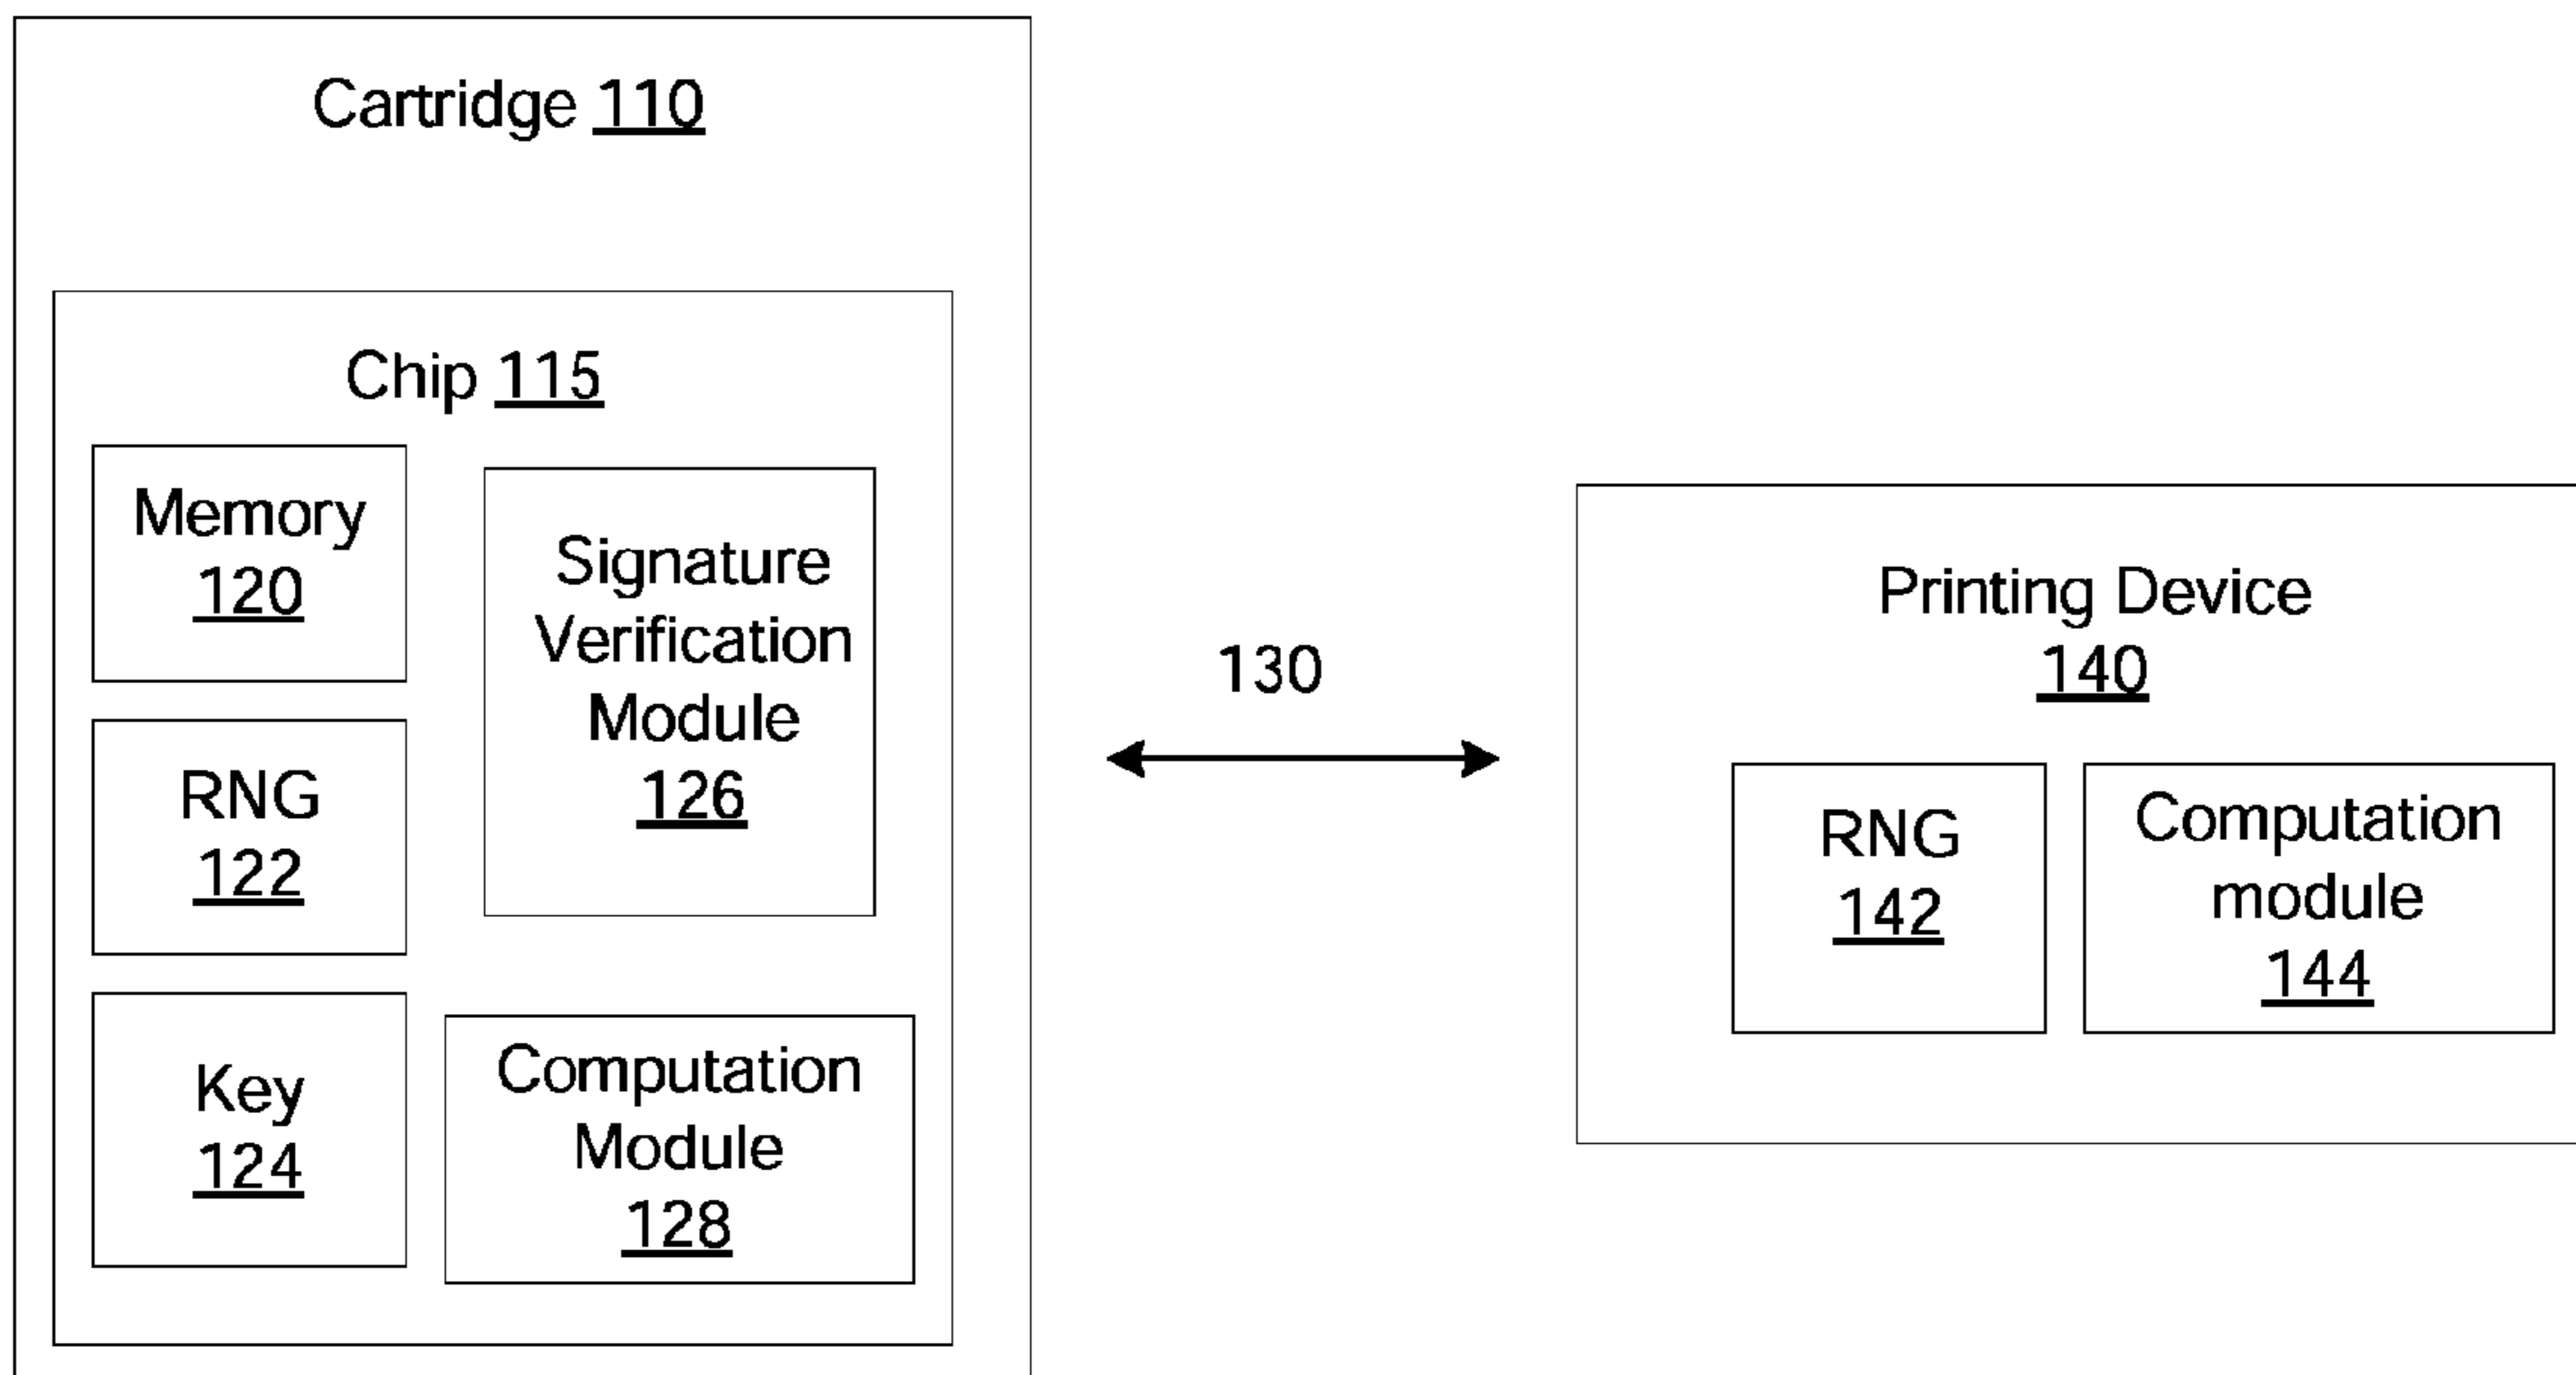 Cartridge 110
Chip 115
Memory
120
Signature
Verification
Module
126
RNG
122
Key
124
Computation
Module
128
130
Printing Device
140
RNG
142
Computation
module
144